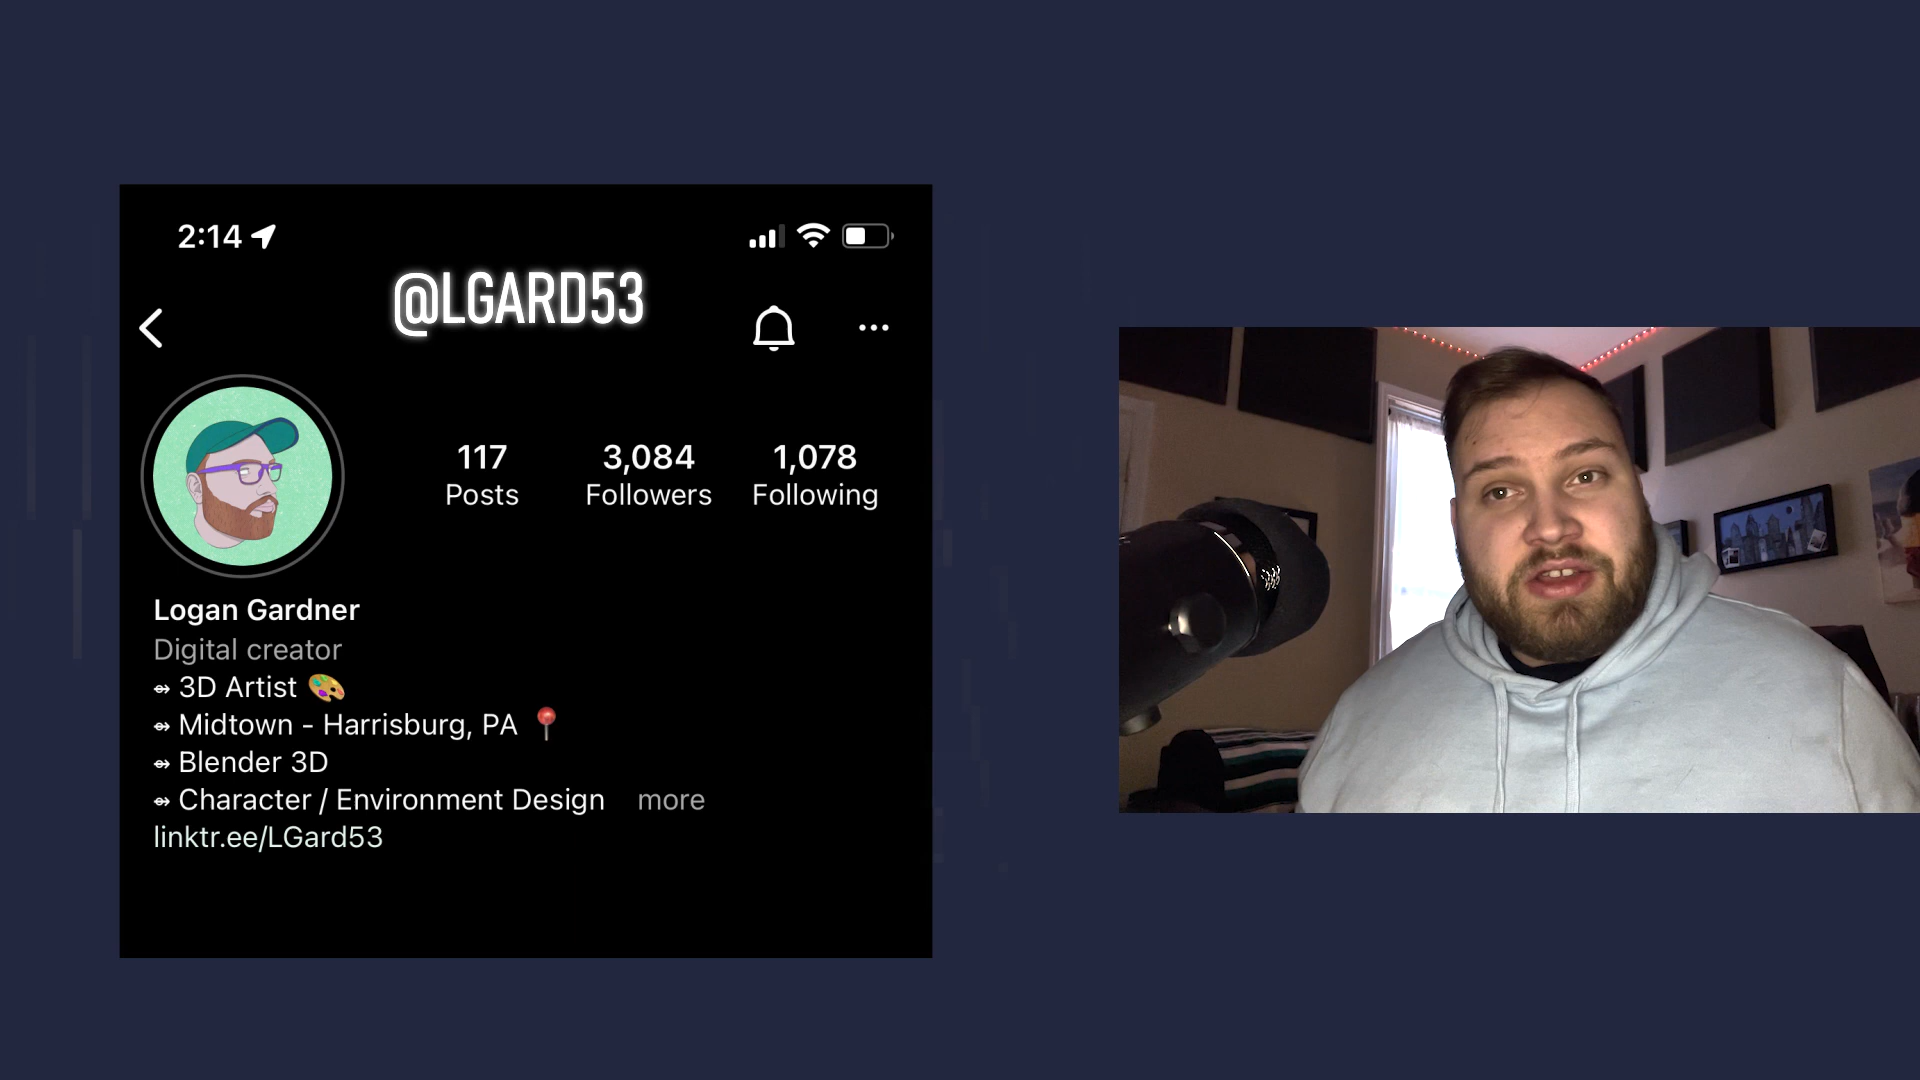 2:14
@LGARD53
117
Posts
3,084
Followers
1,078
Following
Logan Gardner
Digital creator
⇴ 3D Artist 🎨
⇴ Midtown - Harrisburg, PA 📍
⇴ Blender 3D
⇴ Character / Environment Design more
linktr.ee/LGard53